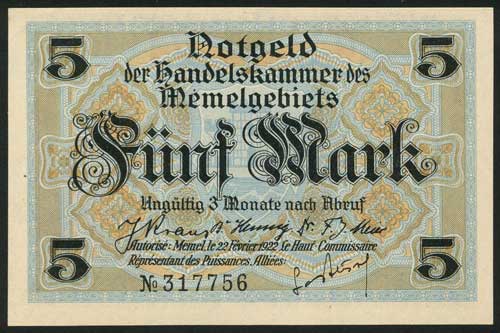 5 Notgeld 5
der Handelskammer des
Memelgebiets
Fünf Mark
Ungültig 3 Monate nach Abruf
Autorisé - Memel, le 22 Février 1922 le Haut-Commissaire
5 Représentant des Puissances Alliées: 5
№ 317756